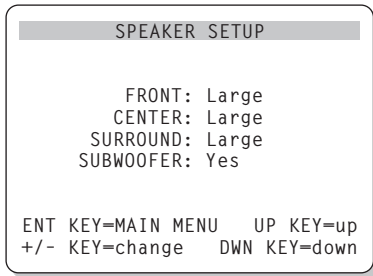 SPEAKER SETUP
FRONT: Large
CENTER: Large
SURROUND: Large
SUBWOOFER: Yes
ENT KEY=MAIN MENU UP KEY=up
+/- KEY=change DWN KEY=down